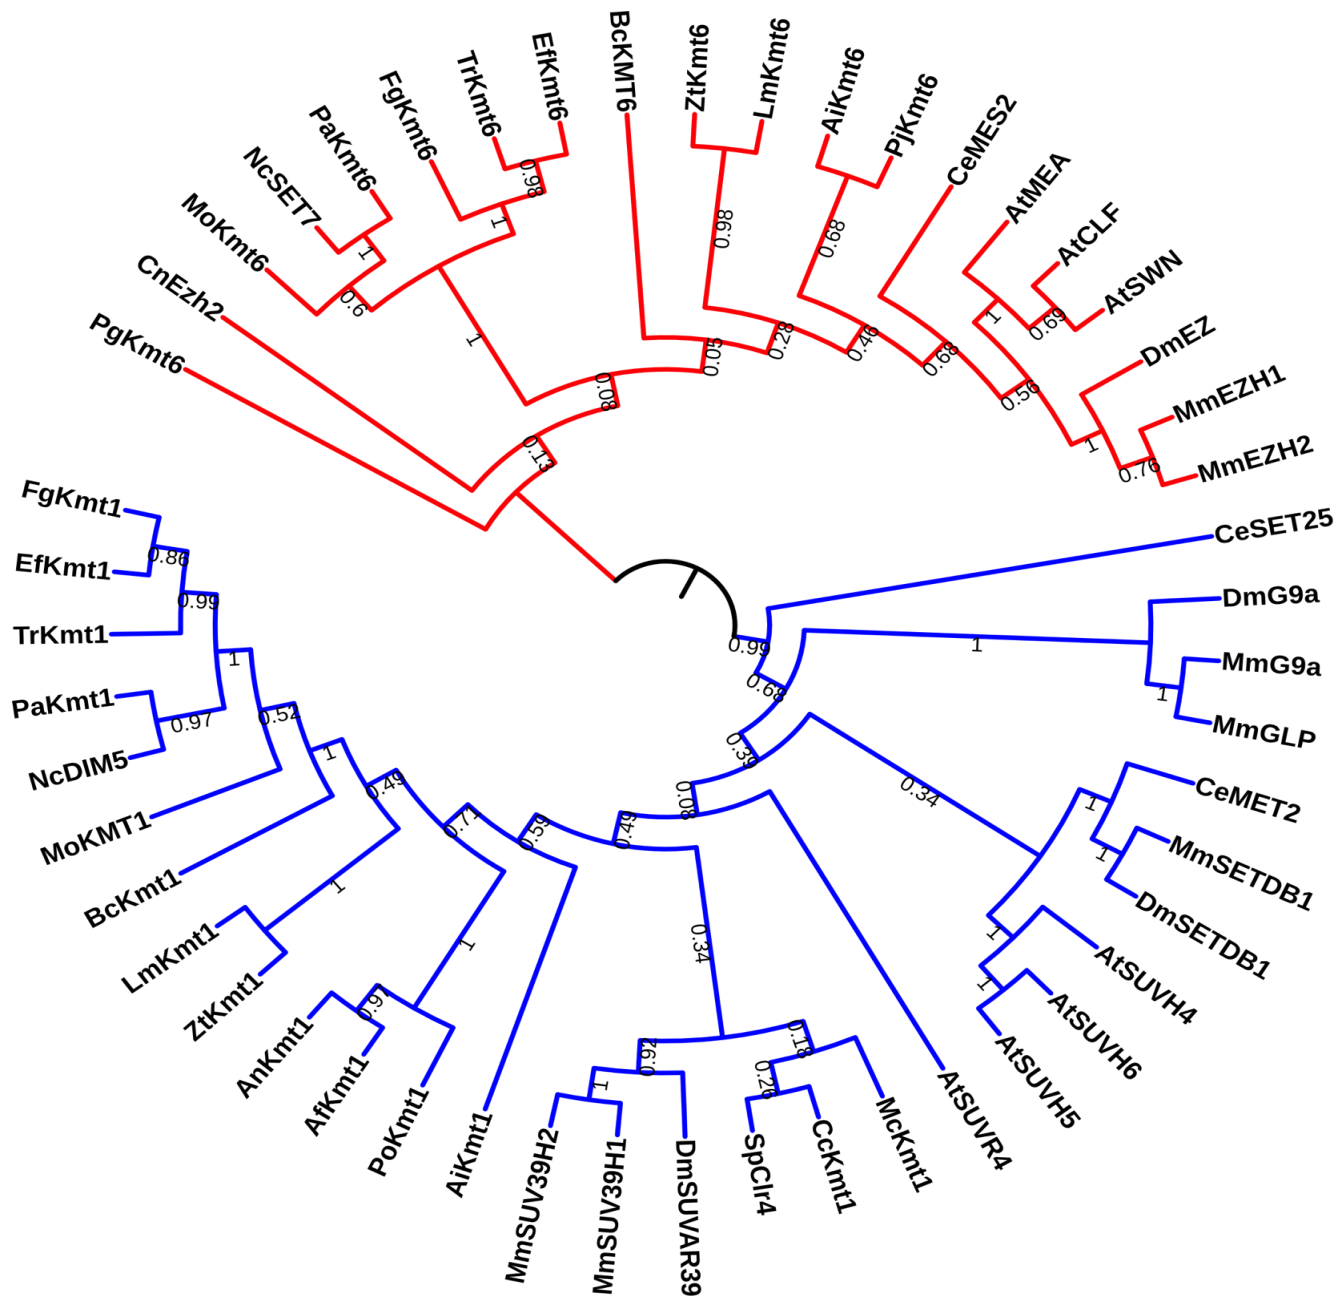 PgKmt6
CnEzh2
MoKmt6
NcSET7
PaKmt6
FgKmt6
TrKmt6
EfKmt6
BcKMT6
ZtKmt6
LmKmt6
AiKmt6
PjKmt6
CeMES2
AtMEA
AtCLF
AtSWN
DmEZ
MmEZH1
MmEZH2
CeSET25
DmG9a
MmG9a
MmGLP
CeMET2
MmSETDB1
DmSETDB1
AtSUVH4
AtSUVH6
AtSUVH5
AtSUVR4
McKmt1
CcKmt1
SpClr4
DmSUVAR39
MmSUV39H1
MmSUV39H2
AiKmt1
PoKmt1
AfKmt1
AnKmt1
ZtKmt1
LmKmt1
BcKmt1
MoKMT1
NcDIM5
PaKmt1
TrKmt1
EfKmt1
FgKmt1
0.98
1
1
0.6
1
0.98
0.68
0.05
0.28
0.46
0.68
0.56
1
0.69
1
0.76
0.08
0.13
0.99
0.68
1
1
0.39
0.34
1
1
1
1
0.08
0.49
0.34
0.92
1
0.18
0.26
0.59
0.71
1
0.97
0.49
1
1
0.52
1
0.97
0.99
0.86